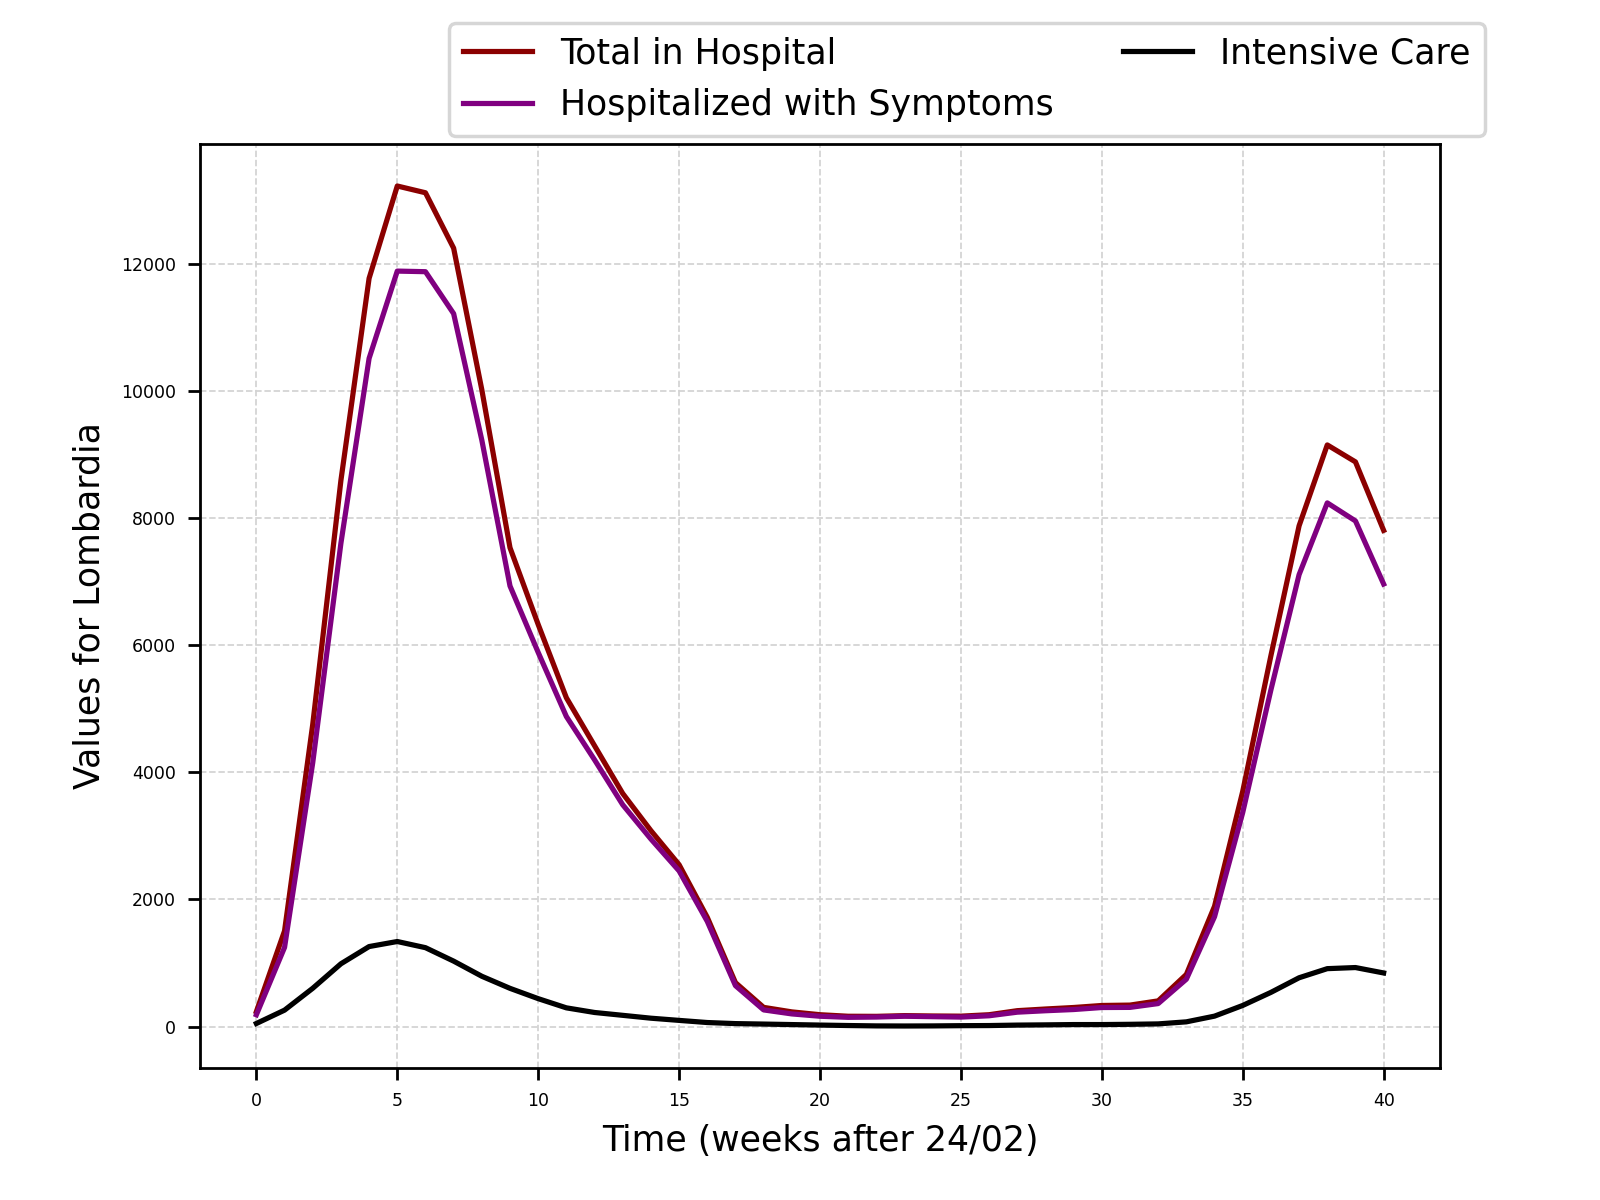 Total in Hospital
Hospitalized with Symptoms
Intensive Care
12000
10000
8000
6000
4000
2000
0
Values for Lombardia
0 5 10 15 20 25 30 35 40
Time (weeks after 24/02)